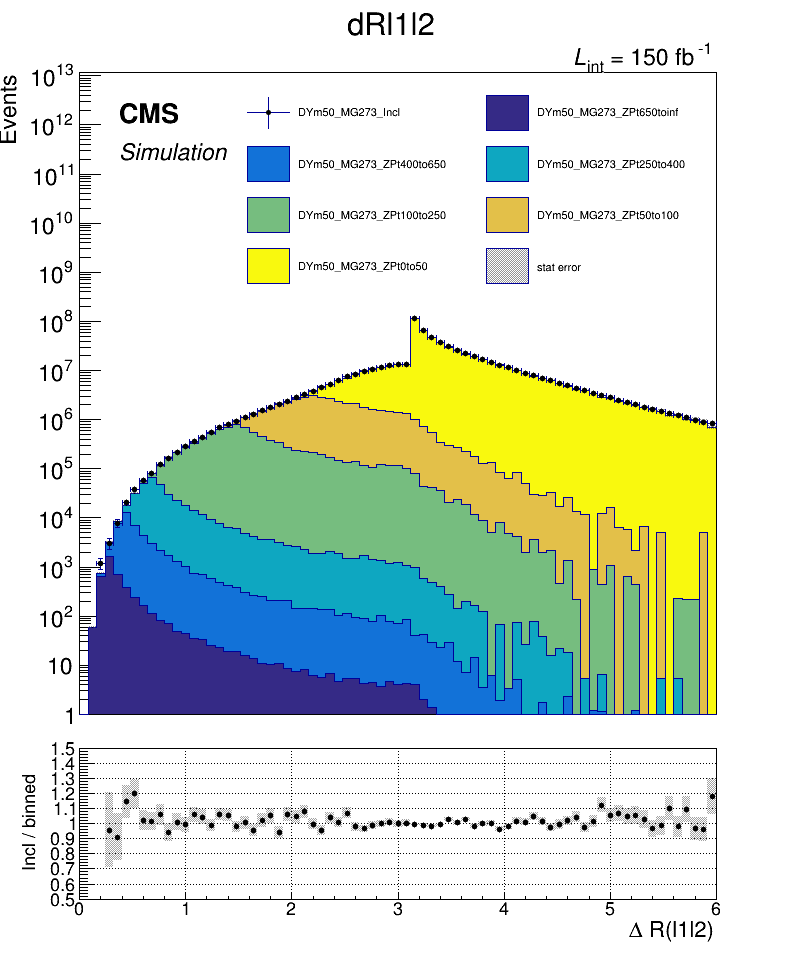 dRl1l2
L_int = 150 fb^-1
Events
10^13
10^12
10^11
10^10
10^9
10^8
10^7
10^6
10^5
10^4
10^3
10^2
10
1
CMS
Simulation
DYm50_MG273_Incl
DYm50_MG273_ZPt650toinf
DYm50_MG273_ZPt400to650
DYm50_MG273_ZPt250to400
DYm50_MG273_ZPt100to250
DYm50_MG273_ZPt50to100
DYm50_MG273_ZPt0to50
stat error
Incl / binned
1.5
1.4
1.3
1.2
1.1
1
0.9
0.8
0.7
0.6
0.5
0 1 2 3 4 5 6
Δ R(l1l2)